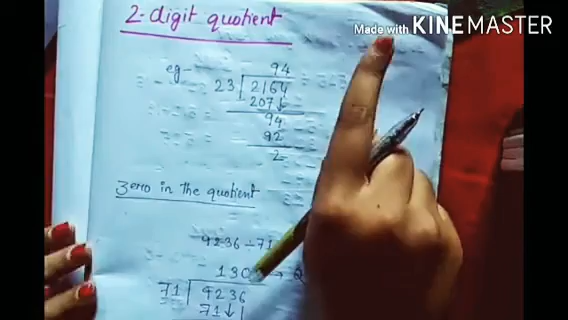 Made with KINEMASTER
2-digit quotient
eg- 94
23 2164
207↓
94
92
2
Zero in the quotient
9236÷71
130 → Q
71 9236
71↓